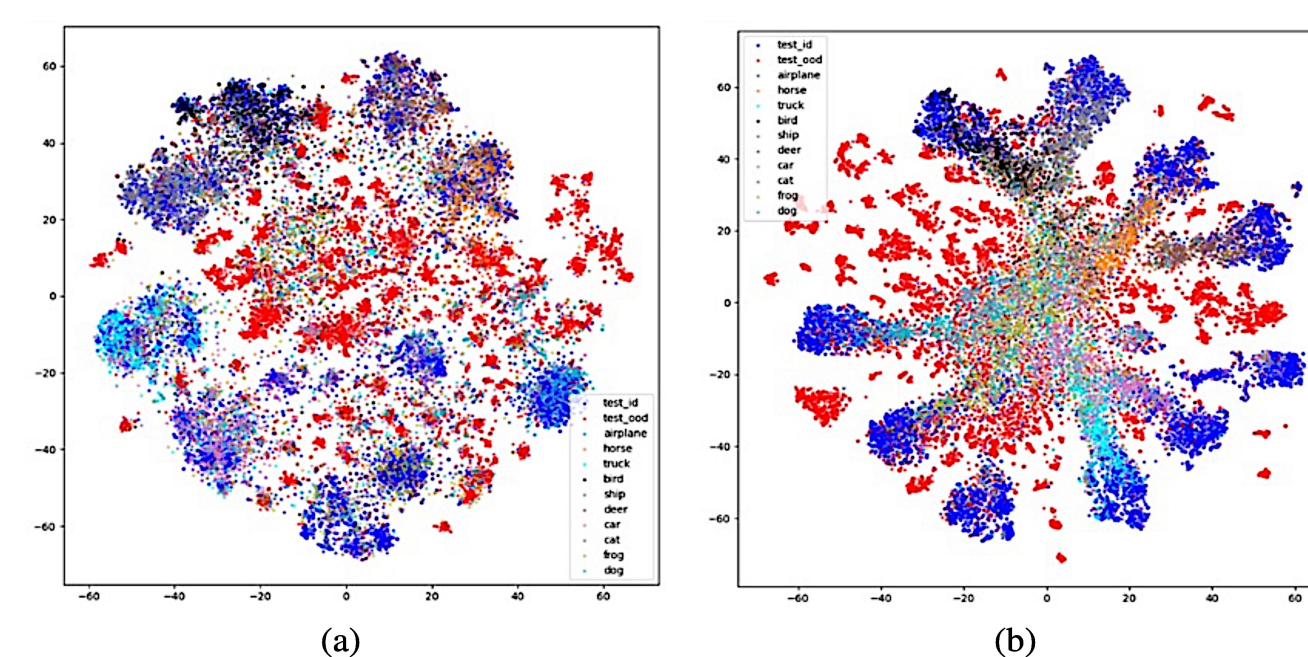 60
40
20
0
−20
−40
−60
−60
−40
−20
0
20
40
60
test_id
test_ood
airplane
horse
truck
bird
ship
deer
car
cat
frog
dog
(a)
60
40
20
0
−20
−40
−60
−60
−40
−20
0
20
40
60
test_id
test_ood
airplane
horse
truck
bird
ship
deer
car
cat
frog
dog
(b)